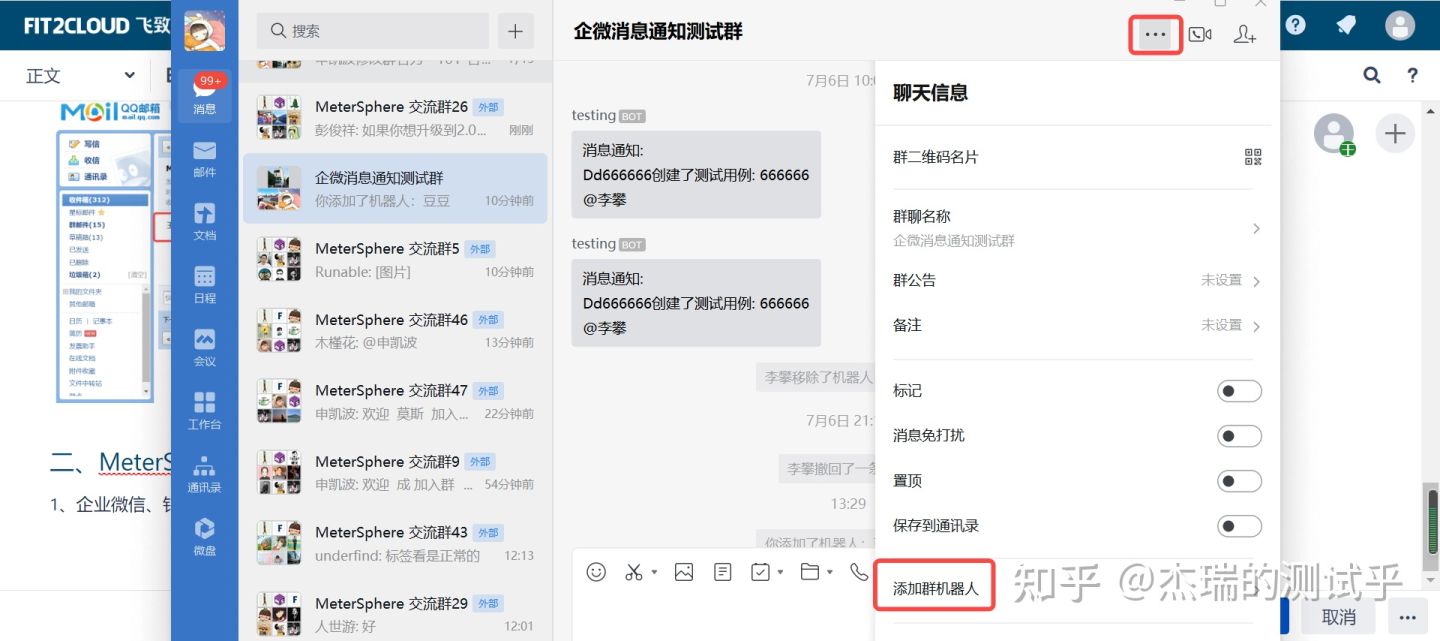 FIT2CLOUD 飞致
正文
Mail QQ邮箱
mail.qq.com
写信
收信
通讯录
收件箱(312)
星标邮件
群邮件(15)
草稿箱(13)
已发送
已删除
垃圾箱(2) [清空]
我的文件夹
其他邮箱
日历 | 记事本
简历
发票助手
在线文档
附件收藏
文件中转站
二、MeterS
1、企业微信、钉
99+
消息
邮件
文档
日程
会议
工作台
通讯录
微盘
搜索
MeterSphere 交流群26 外部
彭俊祥: 如果你想升级到2.0... 刚刚
企微消息通知测试群
你添加了机器人：豆豆 10分钟前
MeterSphere 交流群5 外部
Runable: [图片] 10分钟前
MeterSphere 交流群46 外部
木槿花: @申凯波 13分钟前
MeterSphere 交流群47 外部
申凯波: 欢迎 莫斯 加入... 22分钟前
MeterSphere 交流群9 外部
申凯波: 欢迎 成 加入群 ... 54分钟前
MeterSphere 交流群43 外部
underfind: 标签看是正常的 12:13
MeterSphere 交流群29 外部
人世游: 好 12:01
企微消息通知测试群
7月6日 10:0
testing BOT
消息通知:
Dd666666创建了测试用例: 666666
@李攀
testing BOT
消息通知:
Dd666666创建了测试用例: 666666
@李攀
李攀移除了机器人
7月6日 21:
李攀撤回了一条
13:29
你添加了机器人：
聊天信息
群二维码名片
群聊名称
企微消息通知测试群
群公告 未设置
备注 未设置
标记
消息免打扰
置顶
保存到通讯录
添加群机器人
知乎 @杰瑞的测试乎
取消